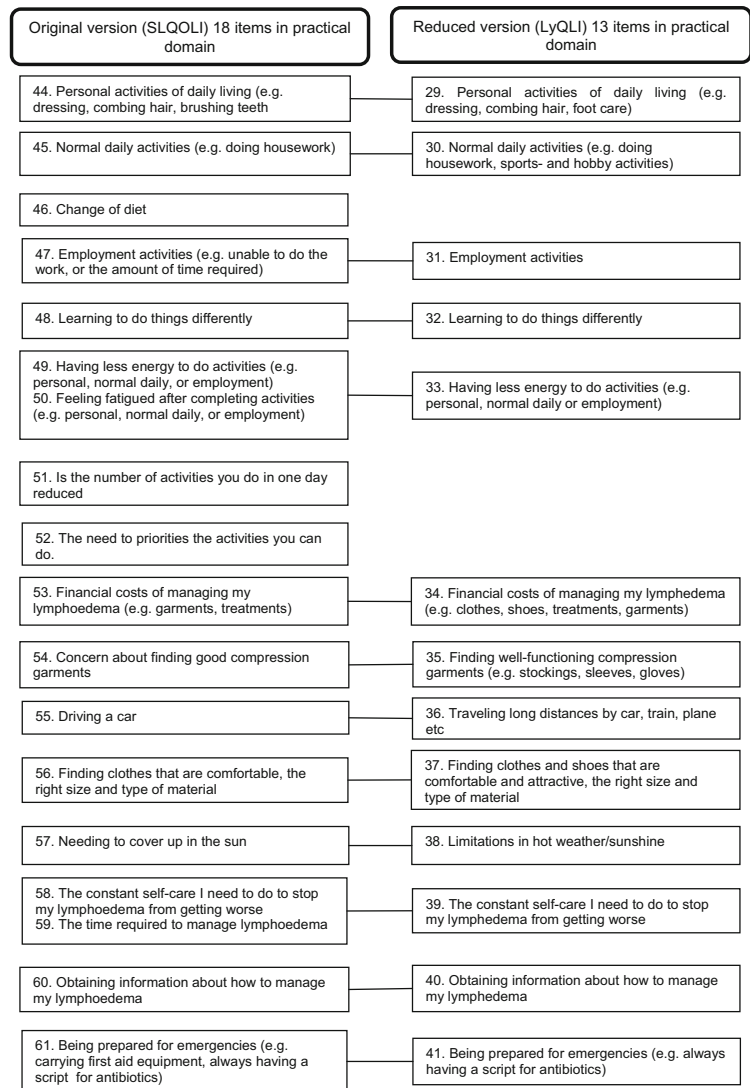 Original version (SLQOLI) 18 items in practical
domain
Reduced version (LyQLI) 13 items in practical
domain
44. Personal activities of daily living (e.g.
dressing, combing hair, brushing teeth
29. Personal activities of daily living (e.g.
dressing, combing hair, foot care)
45. Normal daily activities (e.g. doing housework)
30. Normal daily activities (e.g. doing
housework, sports- and hobby activities)
46. Change of diet
47. Employment activities (e.g. unable to do the
work, or the amount of time required)
31. Employment activities
48. Learning to do things differently
32. Learning to do things differently
49. Having less energy to do activities (e.g.
personal, normal daily, or employment)
50. Feeling fatigued after completing activities
(e.g. personal, normal daily, or employment)
33. Having less energy to do activities (e.g.
personal, normal daily or employment)
51. Is the number of activities you do in one day
reduced
52. The need to priorities the activities you can
do.
53. Financial costs of managing my
lymphoedema (e.g. garments, treatments)
34. Financial costs of managing my lymphedema
(e.g. clothes, shoes, treatments, garments)
54. Concern about finding good compression
garments
35. Finding well-functioning compression
garments (e.g. stockings, sleeves, gloves)
55. Driving a car
36. Traveling long distances by car, train, plane
etc
56. Finding clothes that are comfortable, the
right size and type of material
37. Finding clothes and shoes that are
comfortable and attractive, the right size and
type of material
57. Needing to cover up in the sun
38. Limitations in hot weather/sunshine
58. The constant self-care I need to do to stop
my lymphoedema from getting worse
59. The time required to manage lymphoedema
39. The constant self-care I need to do to stop
my lymphedema from getting worse
60. Obtaining information about how to manage
my lymphoedema
40. Obtaining information about how to manage
my lymphedema
61. Being prepared for emergencies (e.g.
carrying first aid equipment, always having a
script for antibiotics)
41. Being prepared for emergencies (e.g. always
having a script for antibiotics)